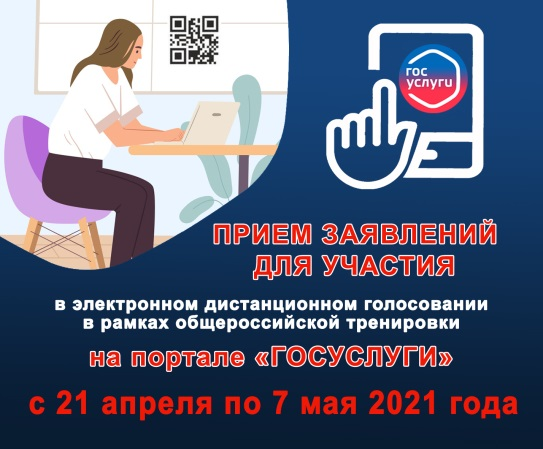 гос
услуги
ПРИЕМ ЗАЯВЛЕНИЙ
ДЛЯ УЧАСТИЯ
в электронном дистанционном голосовании
в рамках общероссийской тренировки
на портале «ГОСУСЛУГИ»
с 21 апреля по 7 мая 2021 года